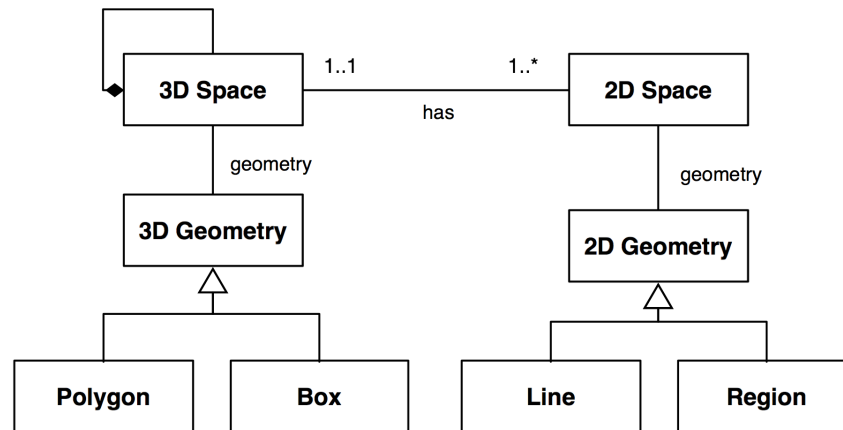 1..1
1..*
3D Space
2D Space
has
geometry
geometry
3D Geometry
2D Geometry
Polygon
Box
Line
Region